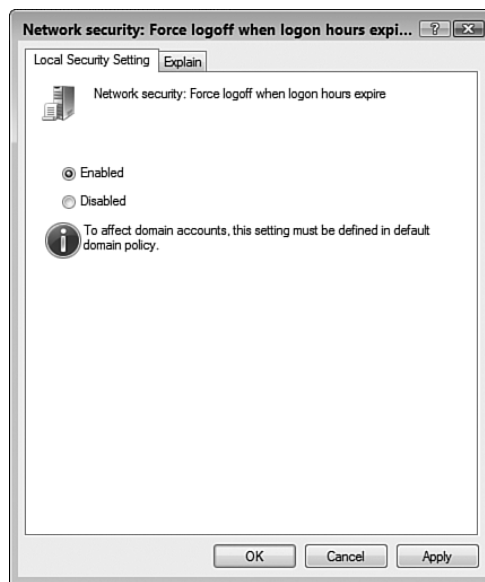 Network security: Force logoff when logon hours expi... ?
Local Security Setting
Explain
Network security: Force logoff when logon hours expire
Enabled
Disabled
To affect domain accounts, this setting must be defined in default
domain policy.
OK
Cancel
Apply